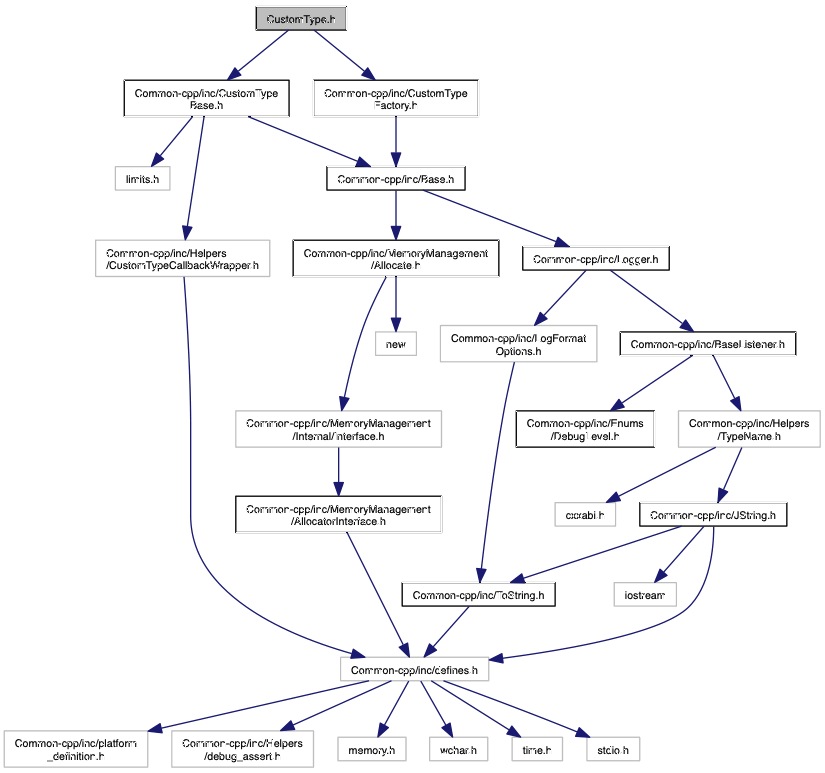 CustomType.h
Common-cpp/inc/CustomType
Base.h
Common-cpp/inc/CustomType
Factory.h
limits.h
Common-cpp/inc/Base.h
Common-cpp/inc/Helpers
/CustomTypeCallbackWrapper.h
Common-cpp/inc/MemoryManagement
/Allocate.h
Common-cpp/inc/Logger.h
new
Common-cpp/inc/LogFormat
Options.h
Common-cpp/inc/BaseListener.h
Common-cpp/inc/MemoryManagement
/Internal/Interface.h
Common-cpp/inc/Enums
/DebugLevel.h
Common-cpp/inc/Helpers
/TypeName.h
Common-cpp/inc/MemoryManagement
/AllocatorInterface.h
cxxabi.h
Common-cpp/inc/JString.h
Common-cpp/inc/ToString.h
iostream
Common-cpp/inc/defines.h
Common-cpp/inc/platform
_definition.h
Common-cpp/inc/Helpers
/debug_assert.h
memory.h
wchar.h
time.h
stdio.h